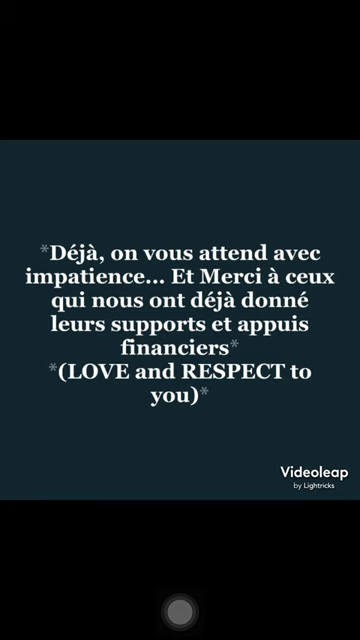 *Déjà, on vous attend avec
impatience... Et Merci à ceux
qui nous ont déjà donné
leurs supports et appuis
financiers*
*(LOVE and RESPECT to
you)*
Videoleap
by Lightricks